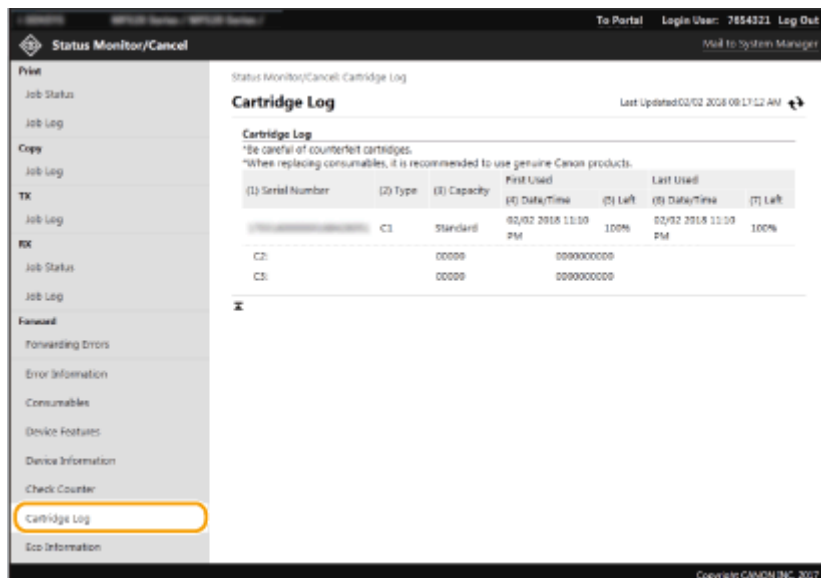 To Portal Login User: 7654321 Log Out
Status Monitor/Cancel Mail to System Manager
Print
Job Status
Job Log
Copy
Job Log
TX
Job Log
RX
Job Status
Job Log
Forward
Forwarding Errors
Error Information
Consumables
Device Features
Device Information
Check Counter
Cartridge Log
Eco Information
Status Monitor/Cancel: Cartridge Log
Cartridge Log Last Updated:02/02 2018 08:17:12 AM
Cartridge Log
*Be careful of counterfeit cartridges.
*When replacing consumables, it is recommended to use genuine Canon products.
First Used Last Used
(1) Serial Number (2) Type (3) Capacity (4) Date/Time (5) Left (6) Date/Time (7) Left
C1 Standard 02/02 2018 11:10 PM 100% 02/02 2018 11:10 PM 100%
C2: 00000 0000000000
C3: 00000 0000000000
Copyright CANON INC. 2017